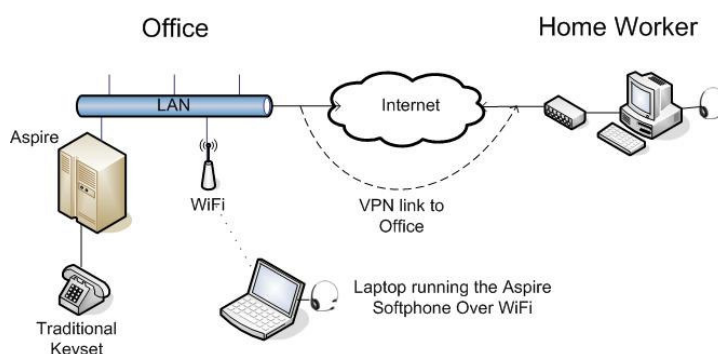 Office
Home Worker
LAN
Internet
Aspire
WiFi
VPN link to
Office
Laptop running the Aspire
Softphone Over WiFi
Traditional
Keyset